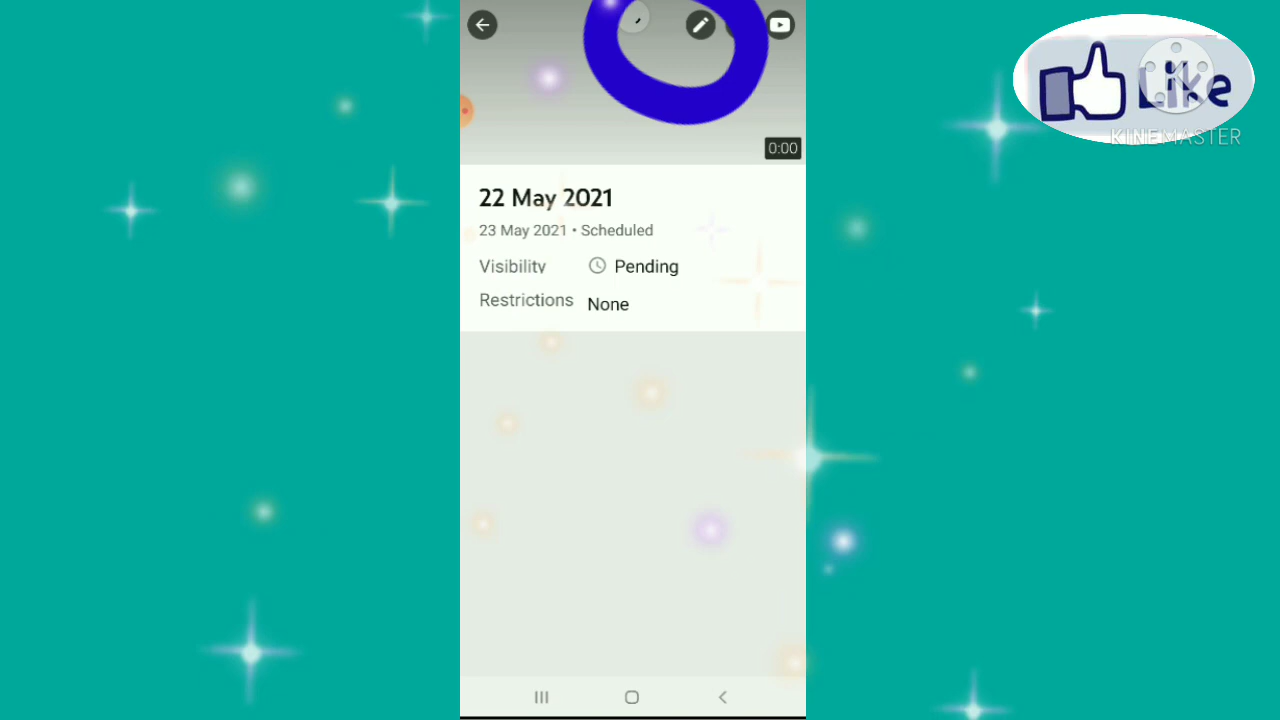 Like
KINEMASTER
0:00
22 May 2021
23 May 2021 • Scheduled
Visibility Pending
Restrictions None